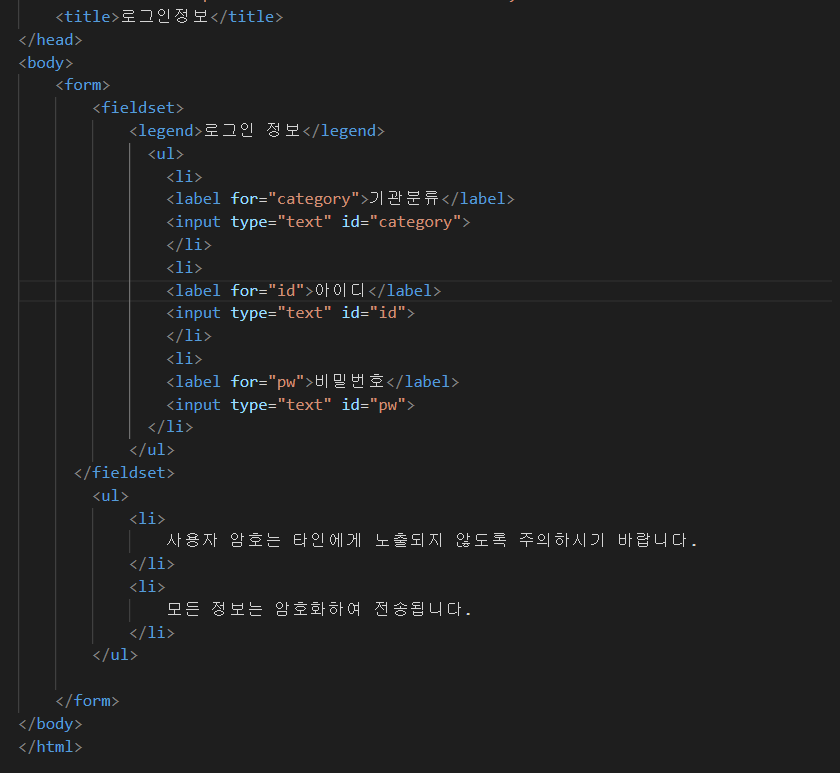 <title>로그인정보</title>
</head>
<body>
<form>
<fieldset>
<legend>로그인 정보</legend>
<ul>
<li>
<label for="category">기관분류</label>
<input type="text" id="category">
</li>
<li>
<label for="id">아이디</label>
<input type="text" id="id">
</li>
<li>
<label for="pw">비밀번호</label>
<input type="text" id="pw">
</li>
</ul>
</fieldset>
<ul>
<li>
사용자 암호는 타인에게 노출되지 않도록 주의하시기 바랍니다.
</li>
<li>
모든 정보는 암호화하여 전송됩니다.
</li>
</ul>
</form>
</body>
</html>